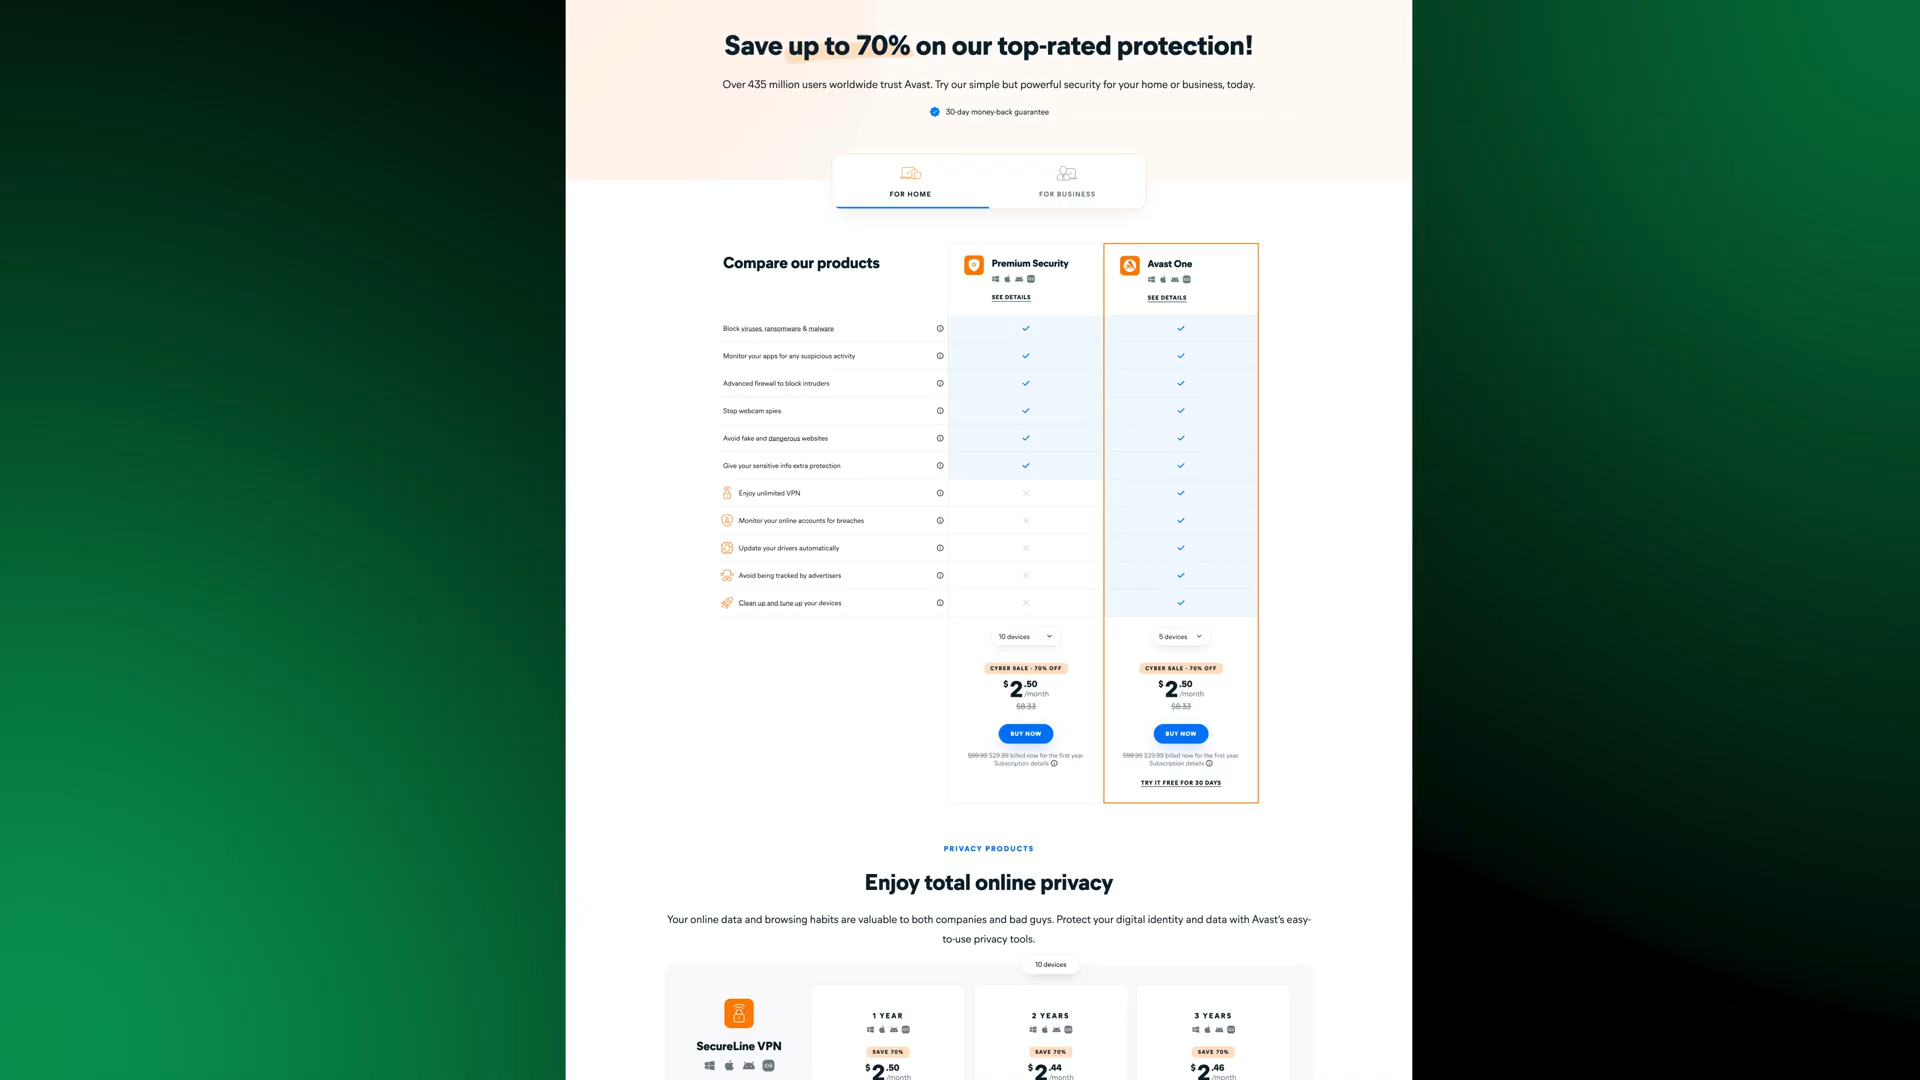 Save up to 70% on our top-rated protection!
Over 435 million users worldwide trust Avast. Try our simple but powerful security for your home or business, today.
30-day money-back guarantee
FOR HOME
FOR BUSINESS
Compare our products
Premium Security
SEE DETAILS
Avast One
SEE DETAILS
Block viruses, ransomware & malware
Monitor your apps for any suspicious activity
Advanced firewall to block intruders
Stop webcam spies
Avoid fake and dangerous websites
Give your sensitive info extra protection
Enjoy unlimited VPN
Monitor your online accounts for breaches
Update your drivers automatically
Avoid being tracked by advertisers
Clean up and tune up your devices
10 devices
CYBER SALE - 70% OFF
$2.50 /month
$8.33
BUY NOW
$99.99 $29.99 billed now for the first year.
Subscription details
5 devices
CYBER SALE - 70% OFF
$2.50 /month
$8.33
BUY NOW
$99.99 $29.99 billed now for the first year.
Subscription details
TRY IT FREE FOR 30 DAYS
PRIVACY PRODUCTS
Enjoy total online privacy
Your online data and browsing habits are valuable to both companies and bad guys. Protect your digital identity and data with Avast's easy-
to-use privacy tools.
10 devices
SecureLine VPN
1 YEAR
SAVE 70%
$2.50 /month
2 YEARS
SAVE 70%
$2.44 /month
3 YEARS
SAVE 70%
$2.46 /month